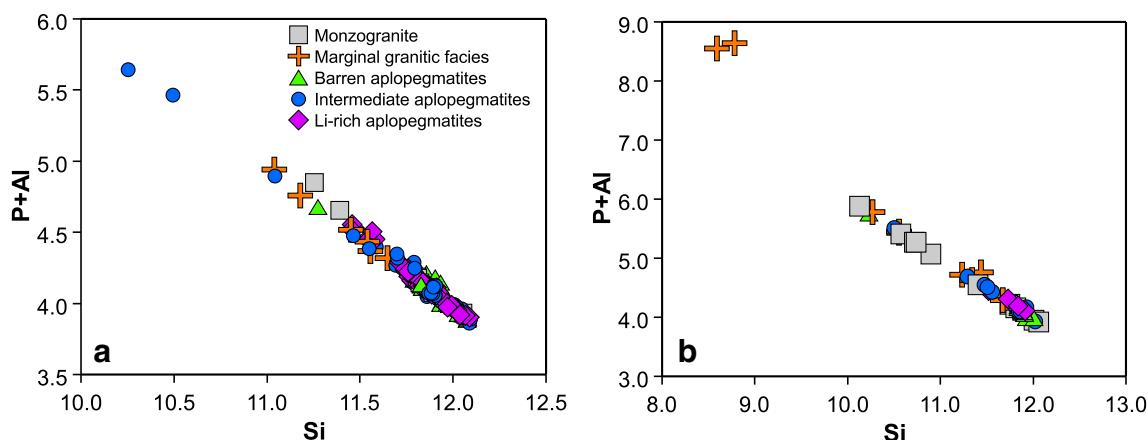 6.0
5.5
5.0
4.5
4.0
3.5
P+Al
Monzogranite
Marginal granitic facies
Barren aplopegmatites
Intermediate aplopegmatites
Li-rich aplopegmatites
a
10.0 10.5 11.0 11.5 12.0 12.5
Si
9.0
8.0
7.0
6.0
5.0
4.0
3.0
P+Al
b
8.0 9.0 10.0 11.0 12.0 13.0
Si